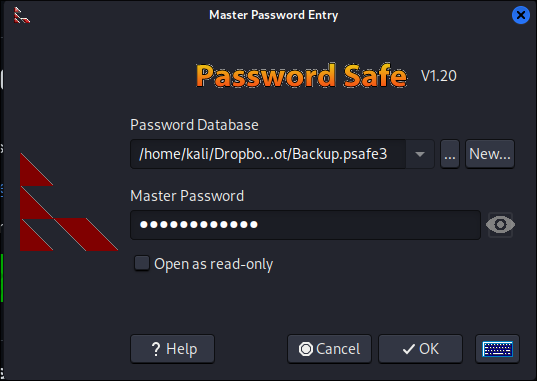 Master Password Entry
Password Safe V1.20
Password Database
/home/kali/Dropbo...ot/Backup.psafe3
... New...
Master Password
●●●●●●●●●●●●
Open as read-only
? Help
Cancel
OK